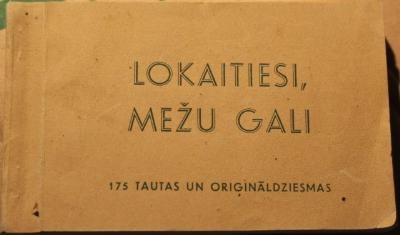 LOKAITIESI,
MEŽU GALI
175 TAUTAS UN ORIGINĀLDZIESMAS